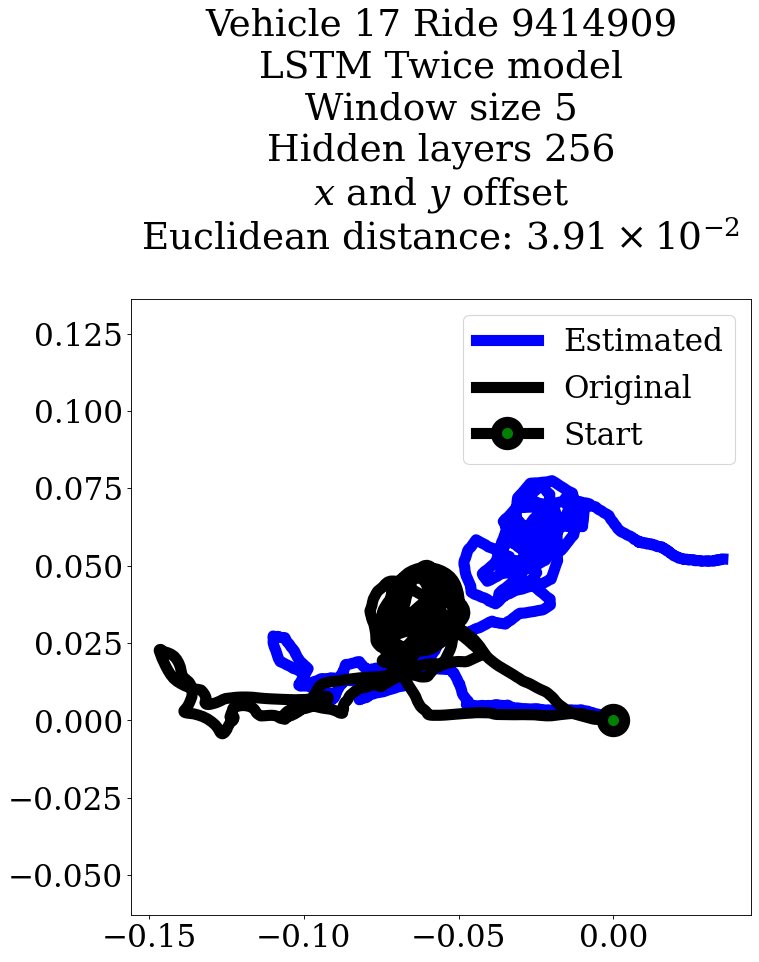 Vehicle 17 Ride 9414909
LSTM Twice model
Window size 5
Hidden layers 256
x and y offset
Euclidean distance: 3.91 × 10⁻²
Estimated
Original
Start
0.125
0.100
0.075
0.050
0.025
0.000
−0.025
−0.050
−0.15 −0.10 −0.05 0.00